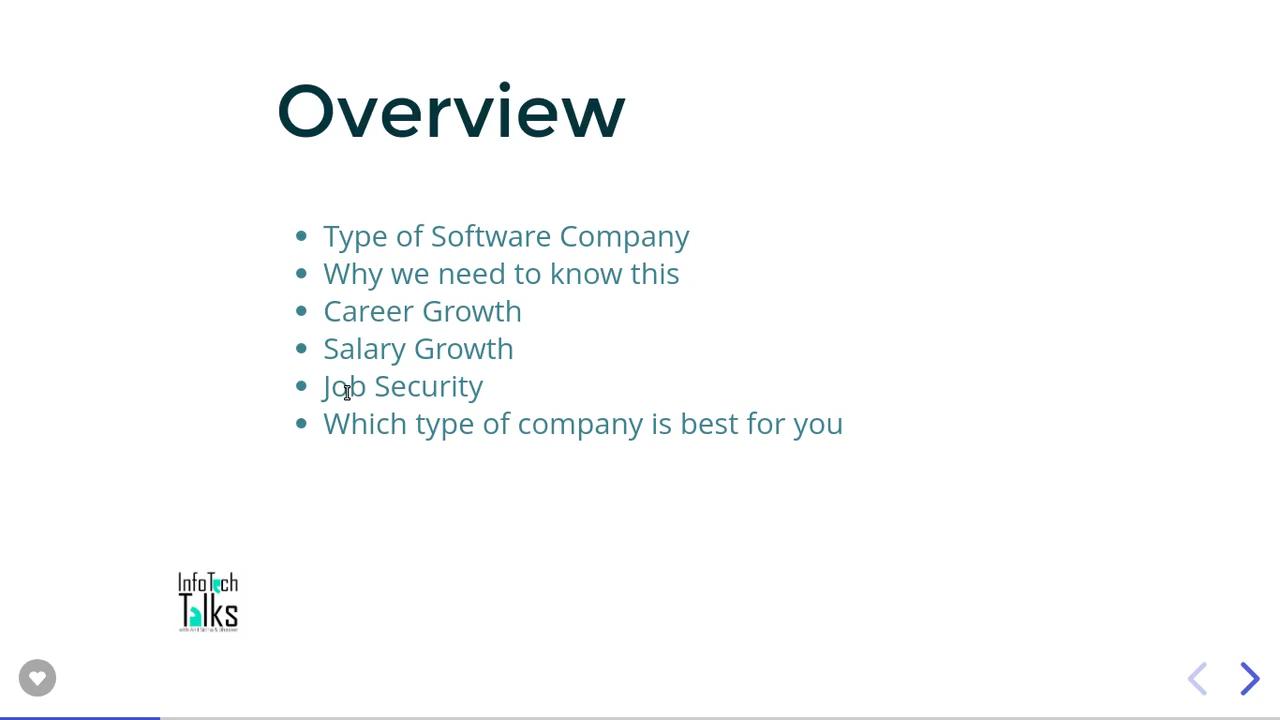 Overview
Type of Software Company
Why we need to know this
Career Growth
Salary Growth
Job Security
Which type of company is best for you
InfoTech
Talks